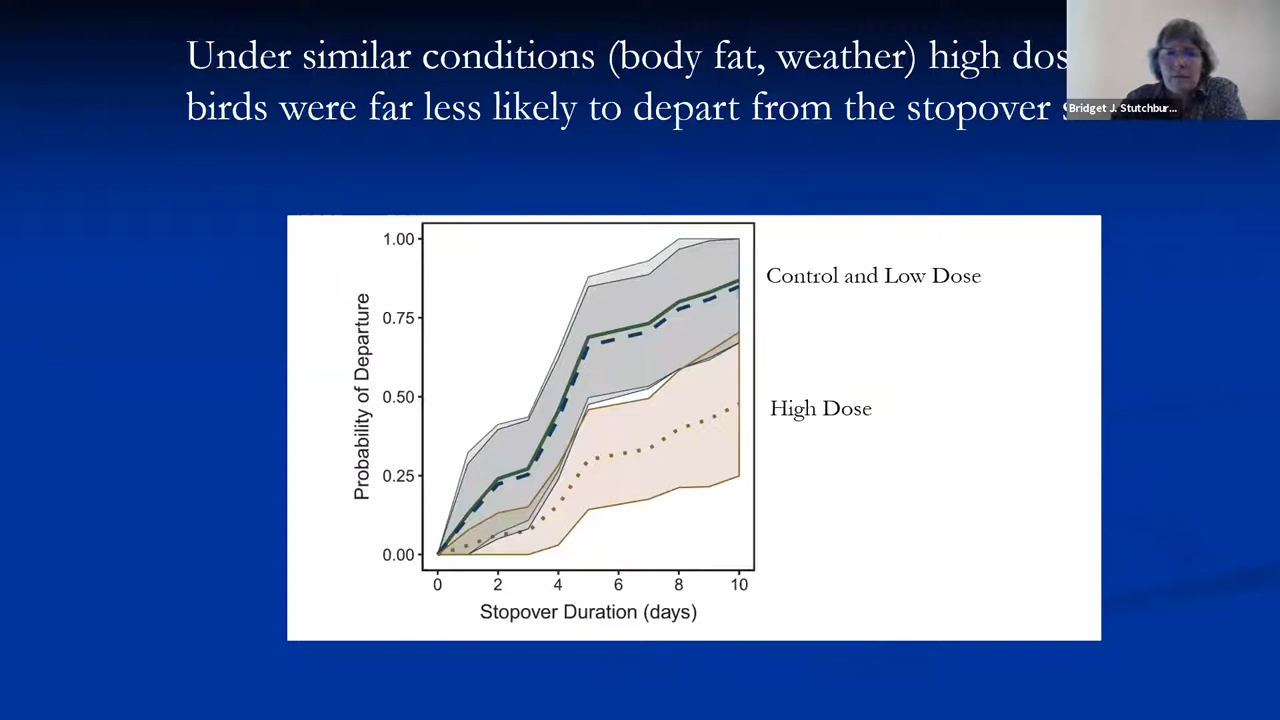 Under similar conditions (body fat, weather) high dos
birds were far less likely to depart from the stopover
Bridget J. Stutchbur...
1.00
0.75
0.50
0.25
0.00
Probability of Departure
0 2 4 6 8 10
Stopover Duration (days)
Control and Low Dose
High Dose